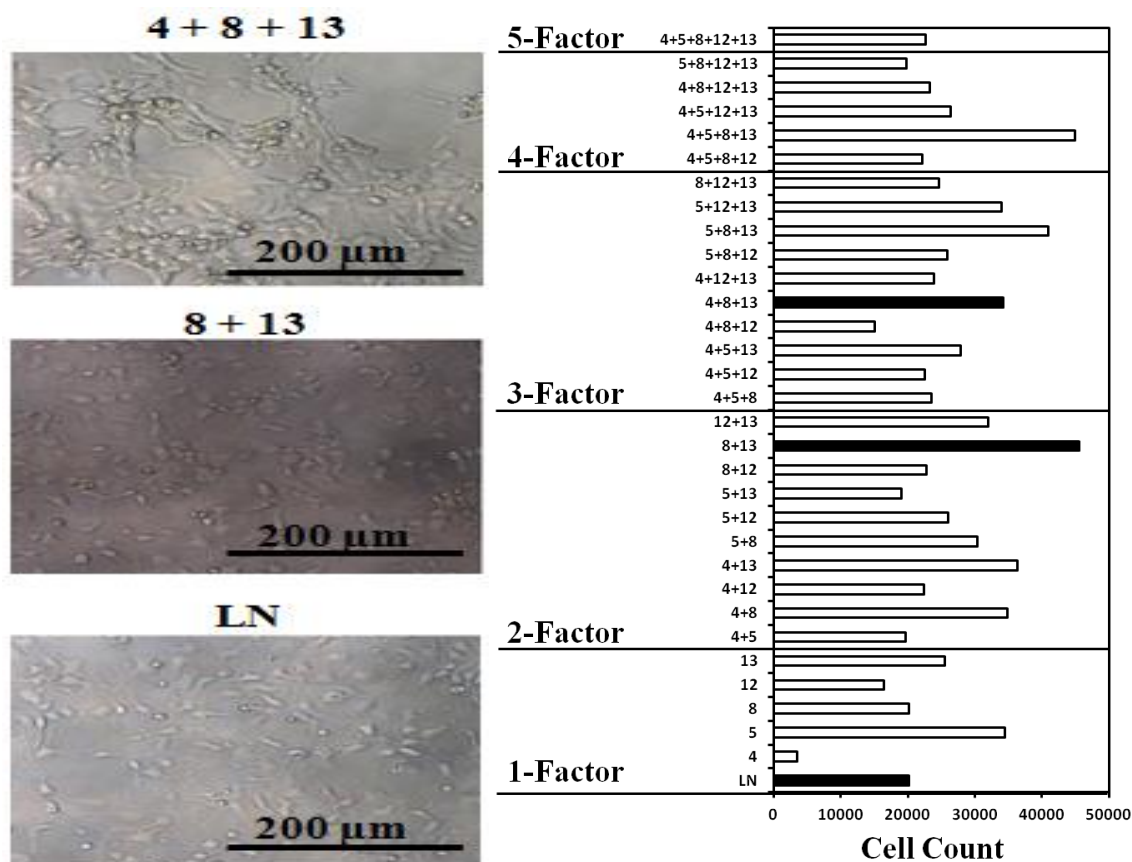 4 + 8 + 13
200 µm
8 + 13
200 µm
LN
200 µm
5-Factor
4+5+8+12+13
4-Factor
5+8+12+13
4+8+12+13
4+5+12+13
4+5+8+13
4+5+8+12
3-Factor
8+12+13
5+12+13
5+8+13
5+8+12
4+12+13
4+8+13
4+8+12
4+5+13
4+5+12
4+5+8
2-Factor
12+13
8+13
8+12
5+13
5+12
5+8
4+13
4+12
4+8
4+5
1-Factor
13
12
8
5
4
LN
0 10000 20000 30000 40000 50000
Cell Count